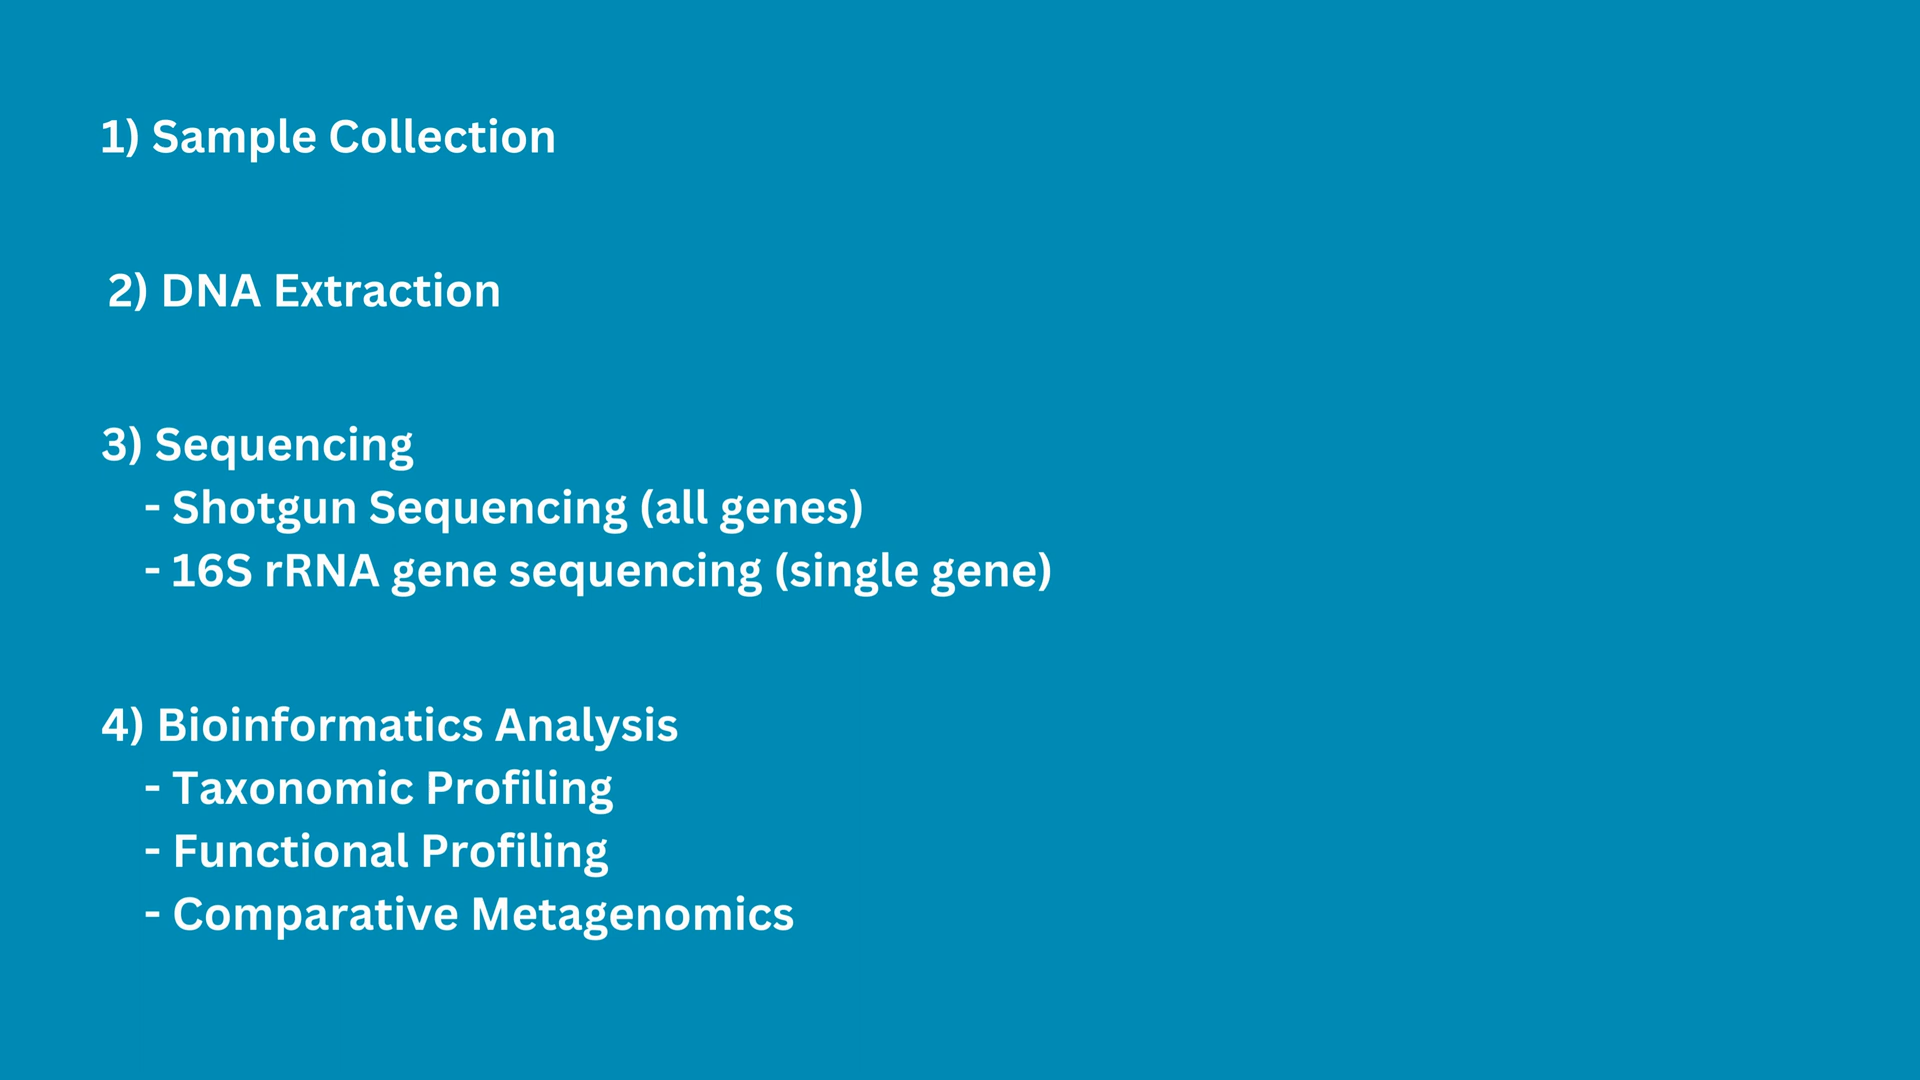 1) Sample Collection
2) DNA Extraction
3) Sequencing
- Shotgun Sequencing (all genes)
- 16S rRNA gene sequencing (single gene)
4) Bioinformatics Analysis
- Taxonomic Profiling
- Functional Profiling
- Comparative Metagenomics